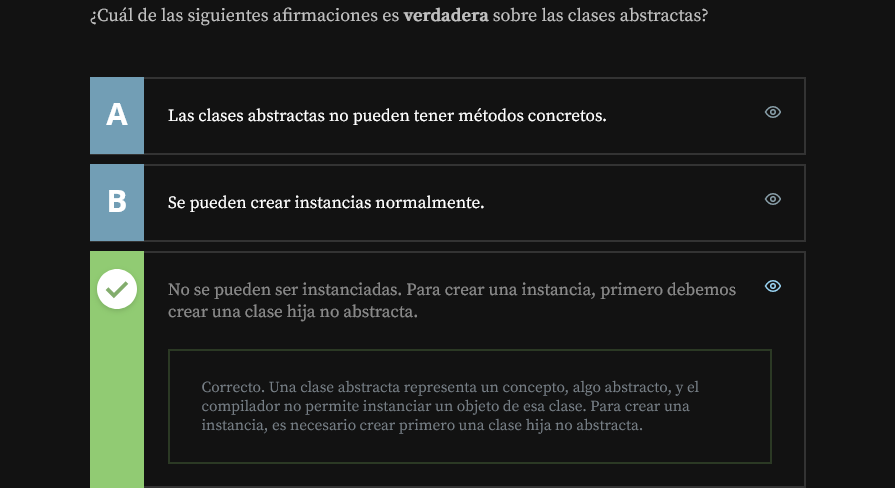 ¿Cuál de las siguientes afirmaciones es verdadera sobre las clases abstractas?
A
Las clases abstractas no pueden tener métodos concretos.
B
Se pueden crear instancias normalmente.
No se pueden ser instanciadas. Para crear una instancia, primero debemos
crear una clase hija no abstracta.
Correcto. Una clase abstracta representa un concepto, algo abstracto, y el
compilador no permite instanciar un objeto de esa clase. Para crear una
instancia, es necesario crear primero una clase hija no abstracta.